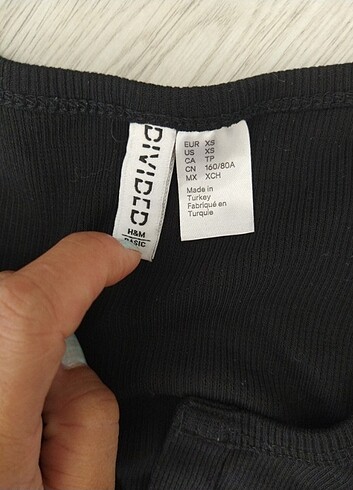 DIVIDED
H&M
BASIC
EUR XS
US XS
CA TP
CN 160/80A
MX XCH
Made in
Turkey
Fabriqué en
Turquie